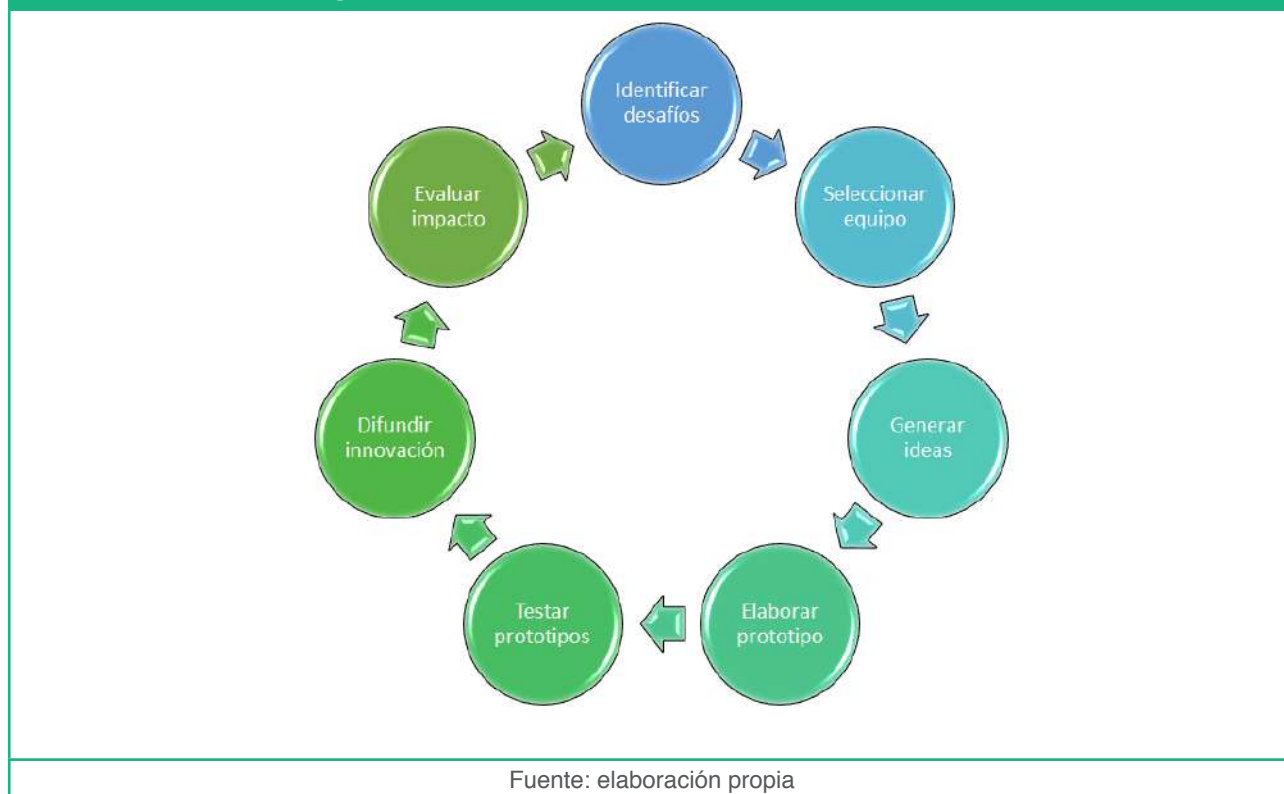 Identificar
desafíos
Seleccionar
equipo
Generar
ideas
Elaborar
prototipo
Testar
prototipos
Difundir
innovación
Evaluar
impacto
Fuente: elaboración propia